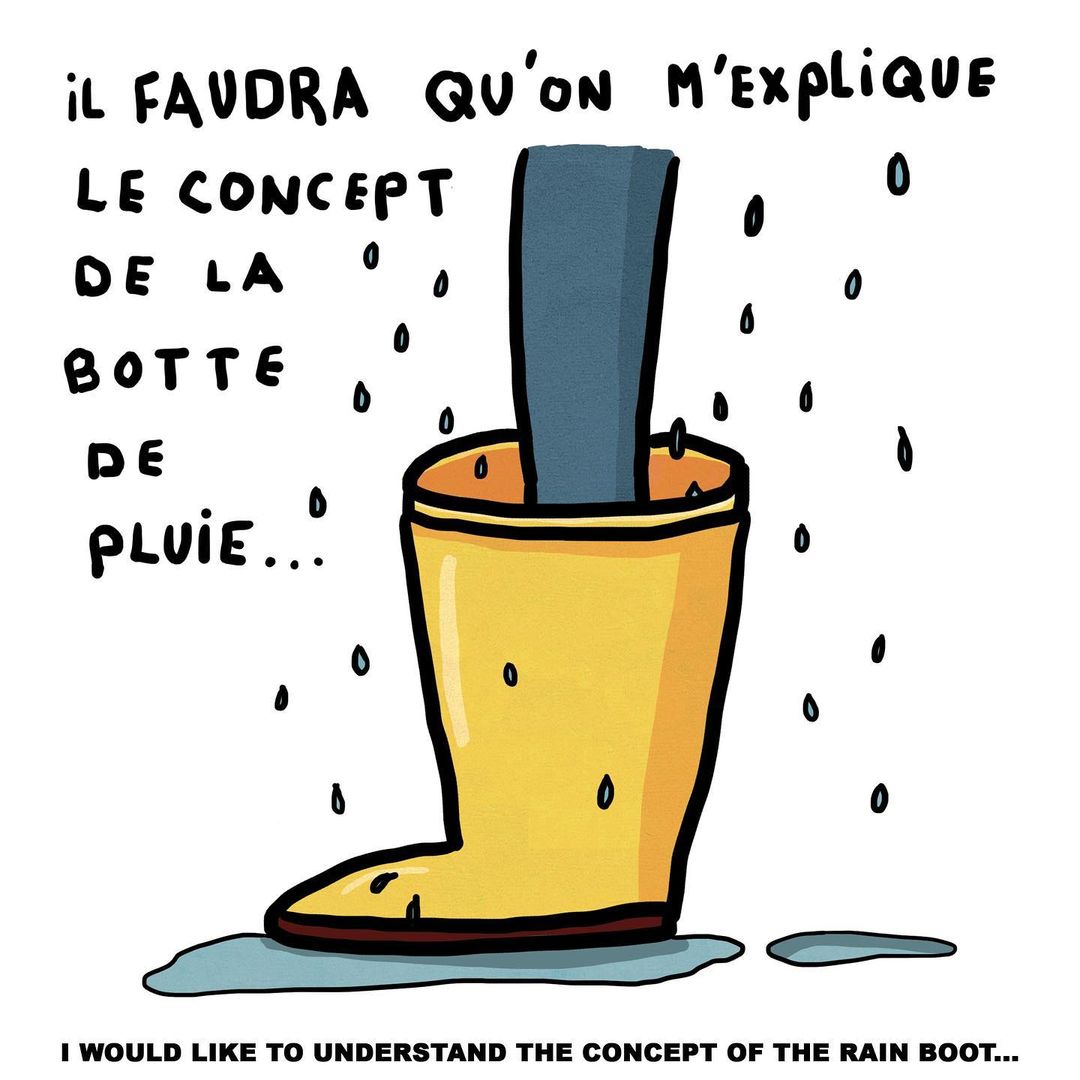 iL FAUDRA QU'ON M'EXPLiQUE
LE CONCEPT
DE LA
BOTTE
DE
PLUiE...
I WOULD LIKE TO UNDERSTAND THE CONCEPT OF THE RAIN BOOT...